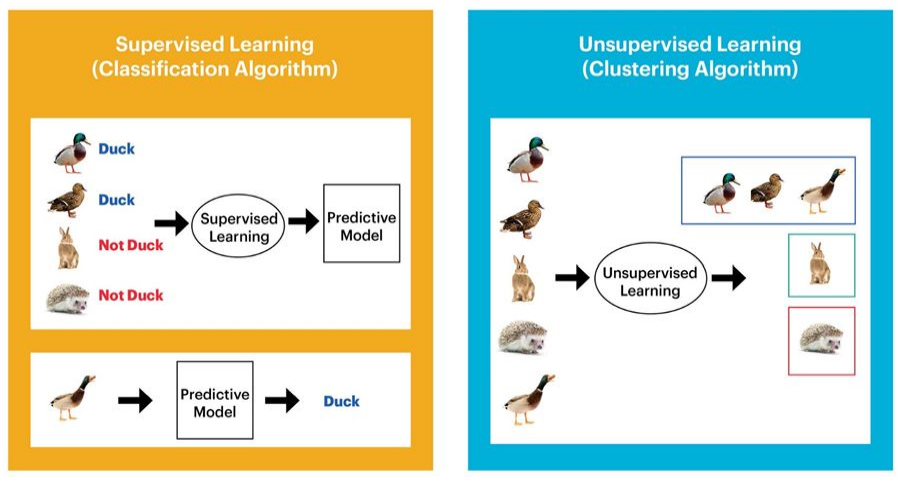 Supervised Learning
(Classification Algorithm)
Duck
Duck
Not Duck
Not Duck
Supervised
Learning
Predictive
Model
Predictive
Model
Duck
Unsupervised Learning
(Clustering Algorithm)
Unsupervised
Learning